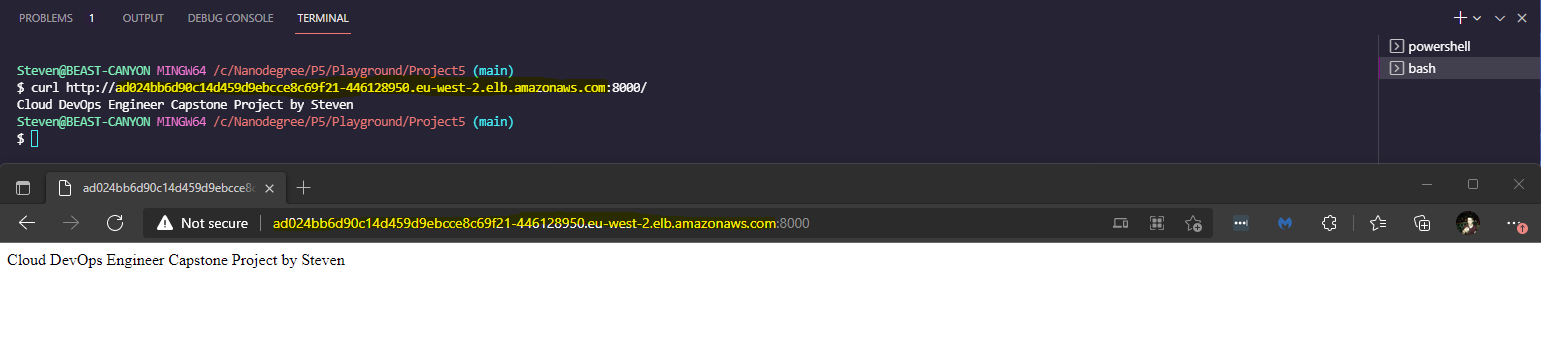 PROBLEMS 1 OUTPUT DEBUG CONSOLE TERMINAL
powershell
bash
Steven@BEAST-CANYON MINGW64 /c/Nanodegree/P5/Playground/Project5 (main)
$ curl http://ad024bb6d90c14d459d9ebcce8c69f21-446128950.eu-west-2.elb.amazonaws.com:8000/
Cloud DevOps Engineer Capstone Project by Steven
Steven@BEAST-CANYON MINGW64 /c/Nanodegree/P5/Playground/Project5 (main)
$
ad024bb6d90c14d459d9ebcce8
Not secure ad024bb6d90c14d459d9ebcce8c69f21-446128950.eu-west-2.elb.amazonaws.com:8000
Cloud DevOps Engineer Capstone Project by Steven